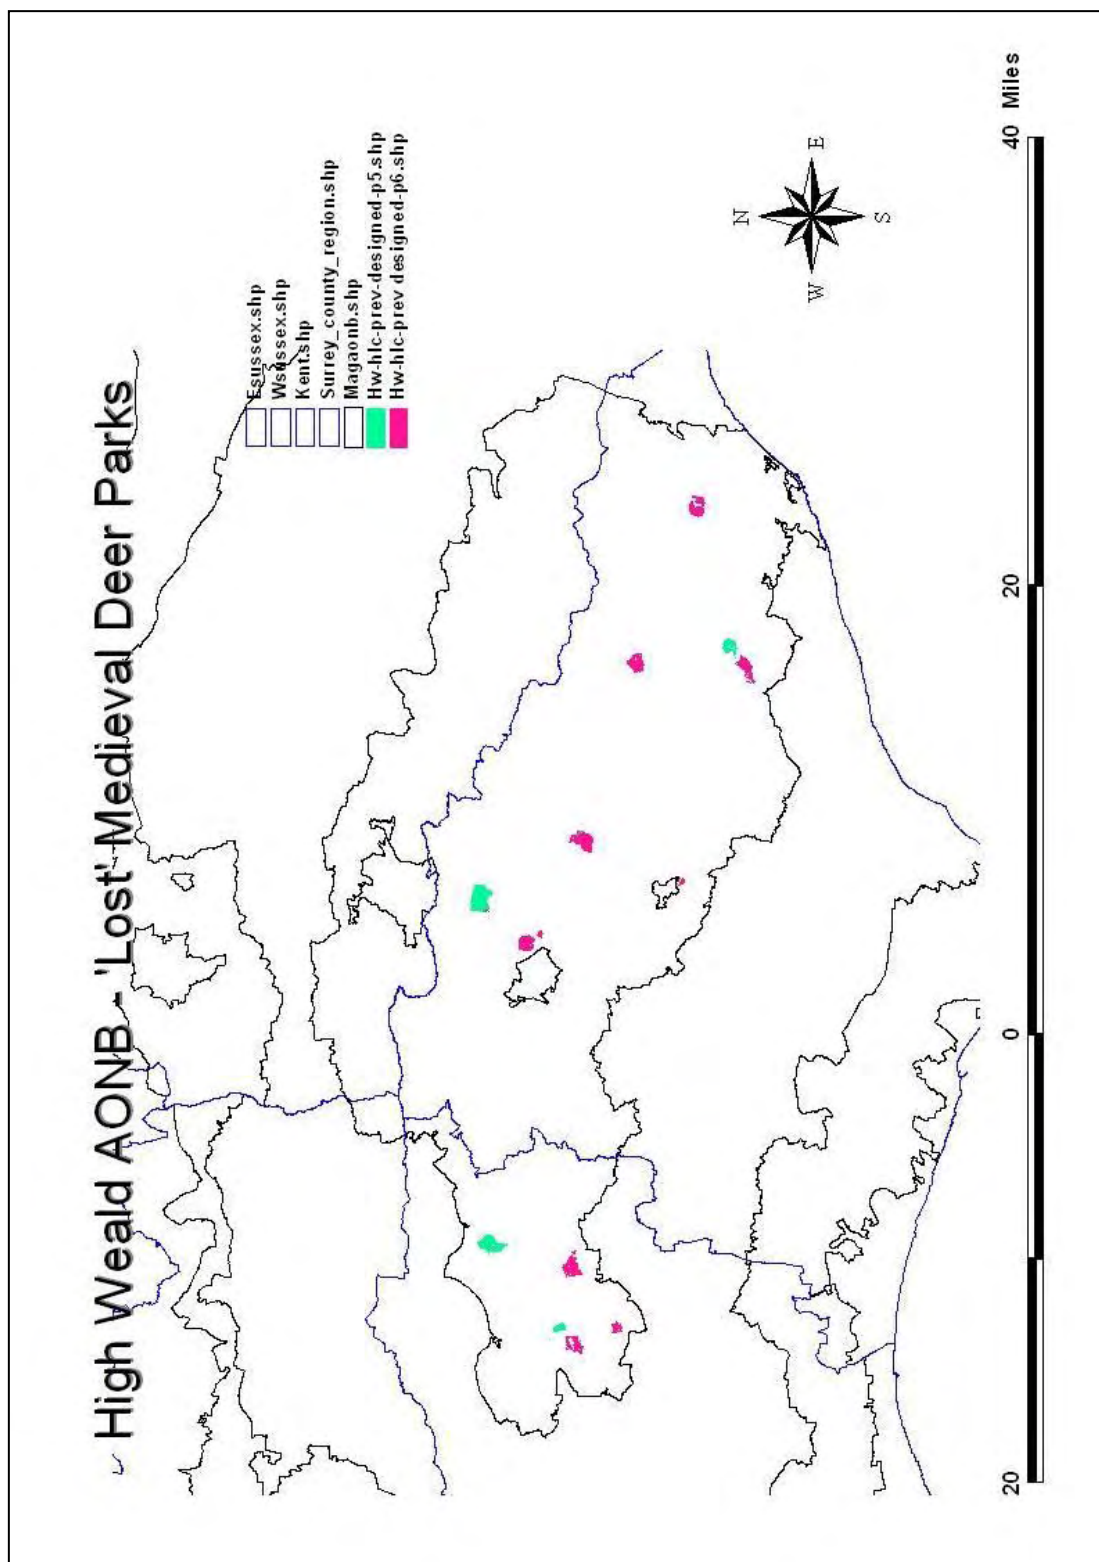 High Weald AONB - 'Lost' Medieval Deer Parks
Esussex.shp
Wsussex.shp
Kent.shp
Surrey_county_region.shp
Magaonb.shp
Hw-hlc-prev-designed-p5.shp
Hw-hlc-prev designed-p6.shp
N
W E
S
20 0 20 40 Miles